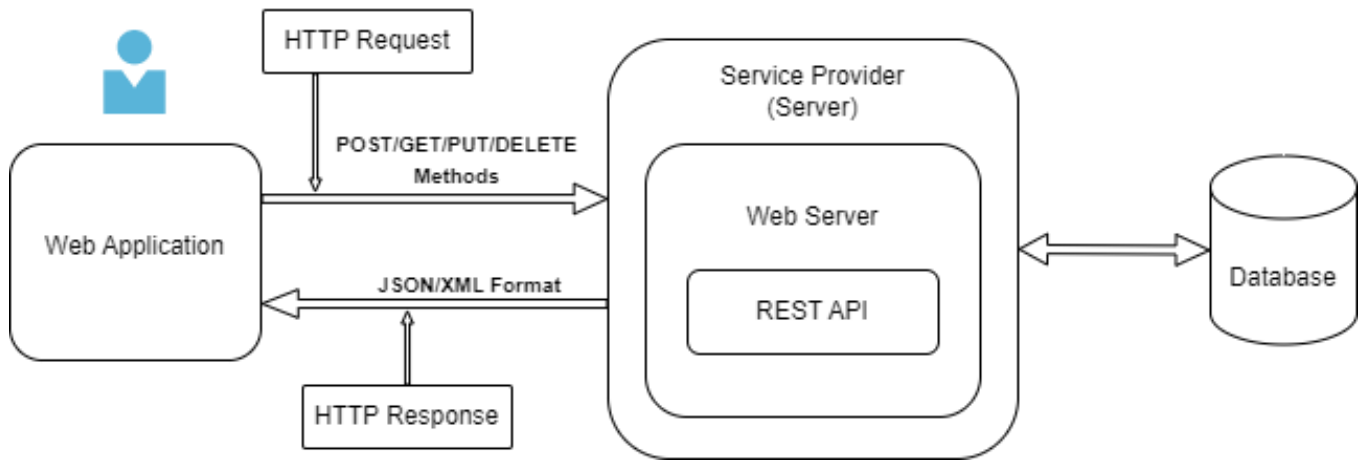 HTTP Request
POST/GET/PUT/DELETE
Methods
Web Application
JSON/XML Format
HTTP Response
Service Provider
(Server)
Web Server
REST API
Database